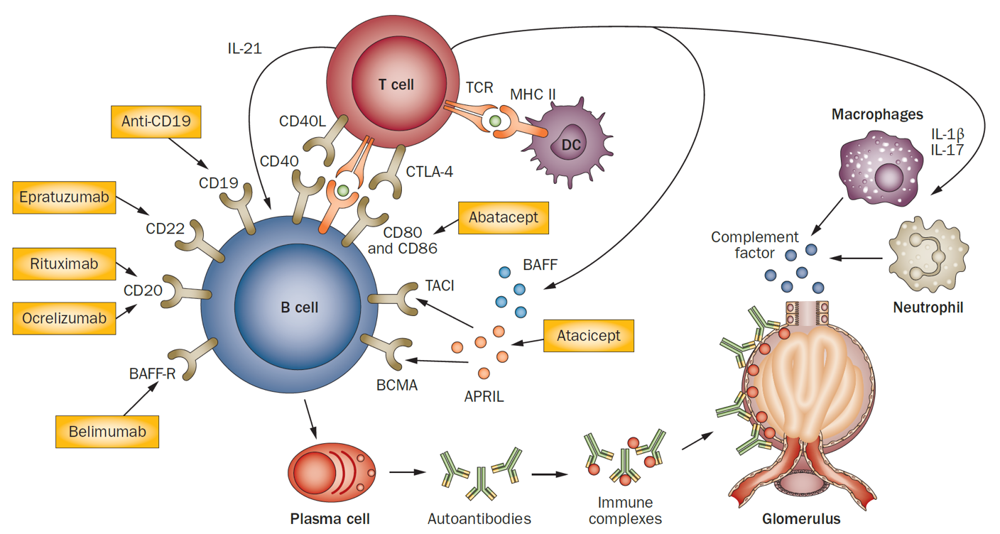 IL-21
T cell
TCR
MHC II
DC
Macrophages
IL-1β
IL-17
Anti-CD19
CD40L
CD40
CTLA-4
CD19
Epratuzumab
CD22
Abatacept
CD80
and CD86
Complement
factor
Rituximab
CD20
Ocrelizumab
B cell
TACI
BAFF
Neutrophil
Atacicept
BAFF-R
BCMA
APRIL
Belimumab
Plasma cell
Autoantibodies
Immune
complexes
Glomerulus